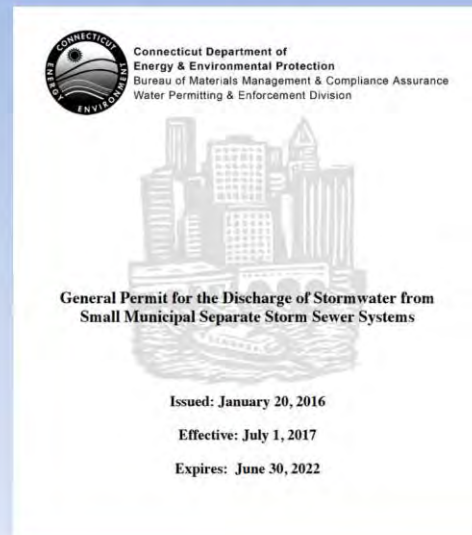 CONNECTICUT
ENERGY
ENVIRONMENT
Connecticut Department of
Energy & Environmental Protection
Bureau of Materials Management & Compliance Assurance
Water Permitting & Enforcement Division
General Permit for the Discharge of Stormwater from
Small Municipal Separate Storm Sewer Systems
Issued: January 20, 2016
Effective: July 1, 2017
Expires: June 30, 2022